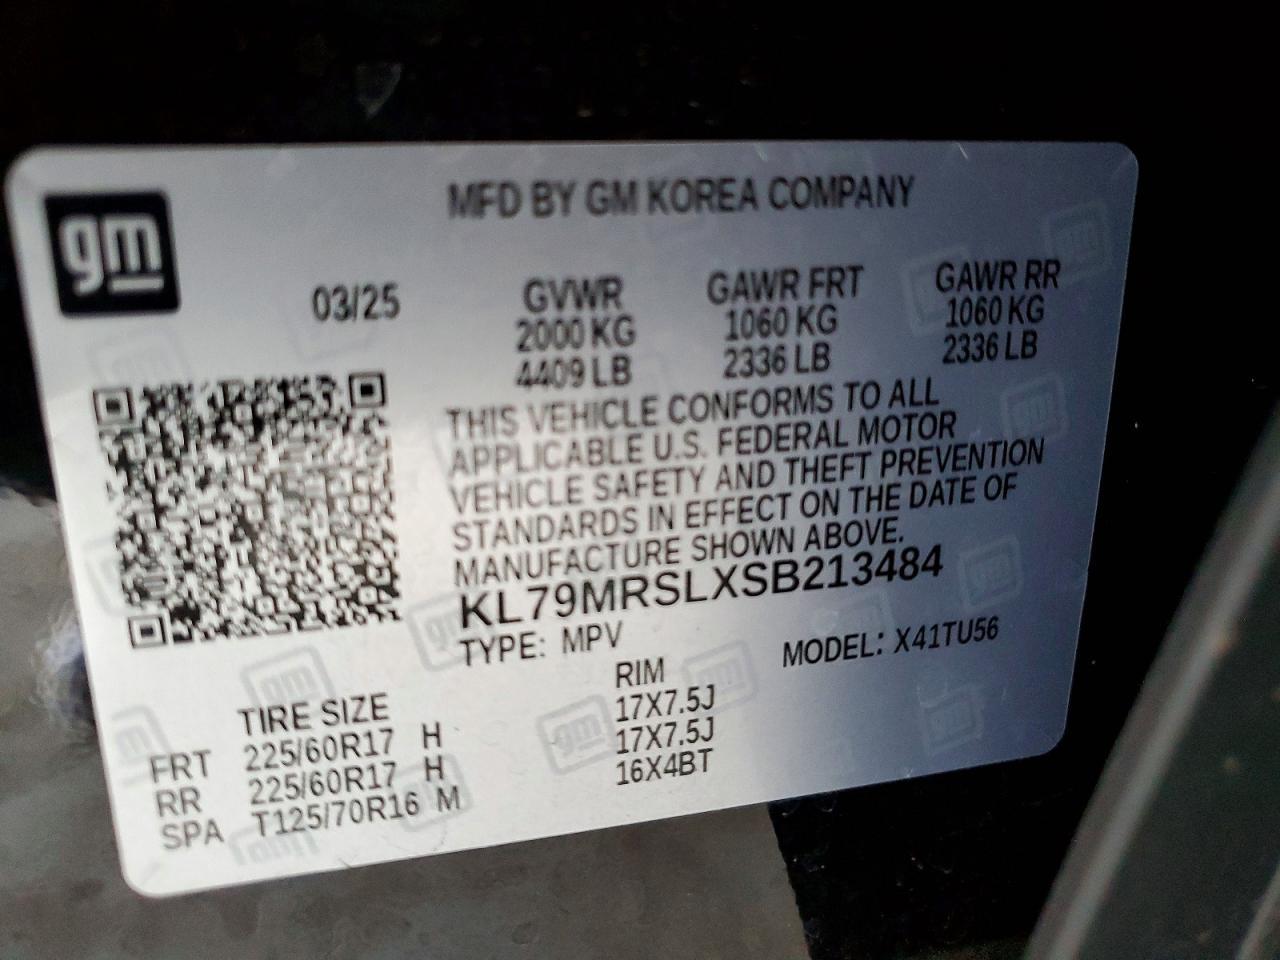 gm
MFD BY GM KOREA COMPANY
03/25
GVWR GAWR FRT GAWR RR
2000 KG 1060 KG 1060 KG
4409 LB 2336 LB 2336 LB
THIS VEHICLE CONFORMS TO ALL
APPLICABLE U.S. FEDERAL MOTOR
VEHICLE SAFETY AND THEFT PREVENTION
STANDARDS IN EFFECT ON THE DATE OF
MANUFACTURE SHOWN ABOVE.
KL79MRSLXSB213484
TYPE: MPV MODEL: X41TU56
TIRE SIZE RIM
FRT 225/60R17 H 17X7.5J
RR 225/60R17 H 17X7.5J
SPA T125/70R16 M 16X4BT